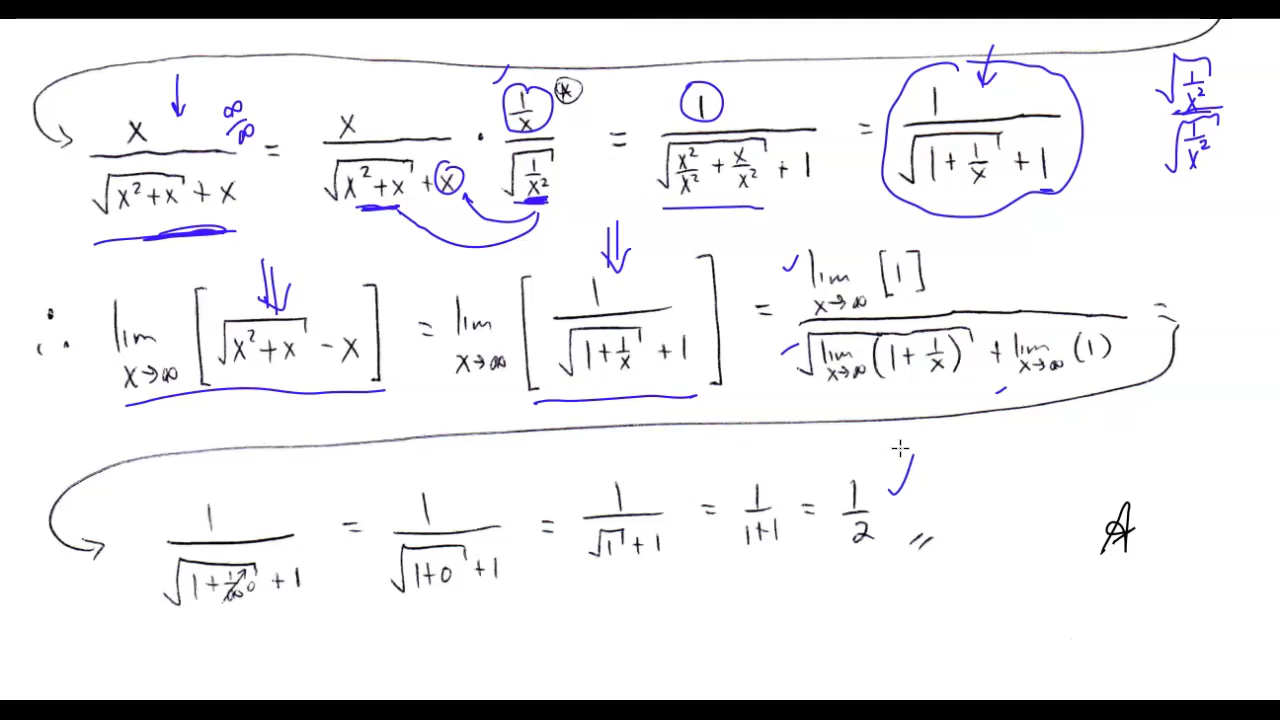 x/(√(x²+x) + x) ∞/∞ = x/(√(x²+x) + x) · (1/x)/√(1/x²) * = 1/(√(x²/x² + x/x²) + 1) = 1/(√(1 + 1/x) + 1) √(1/x²)/√(1/x²)
∴ lim x→∞ [√(x²+x) - x] = lim x→∞ [1/(√(1 + 1/x) + 1)] = lim x→∞ [1]/(√(lim x→∞ (1 + 1/x)) + lim x→∞ (1)) =
1/(√(1 + 1/∞ 0) + 1) = 1/(√(1+0) + 1) = 1/(√1 + 1) = 1/(1+1) = 1/2 〃 A